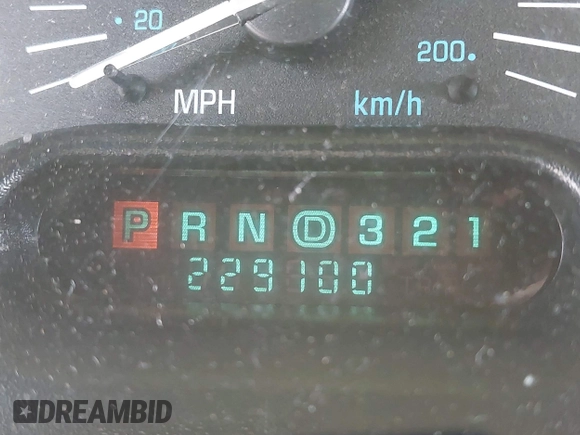 20 200
MPH km/h
P R N D 3 2 1
229100
DREAMBID